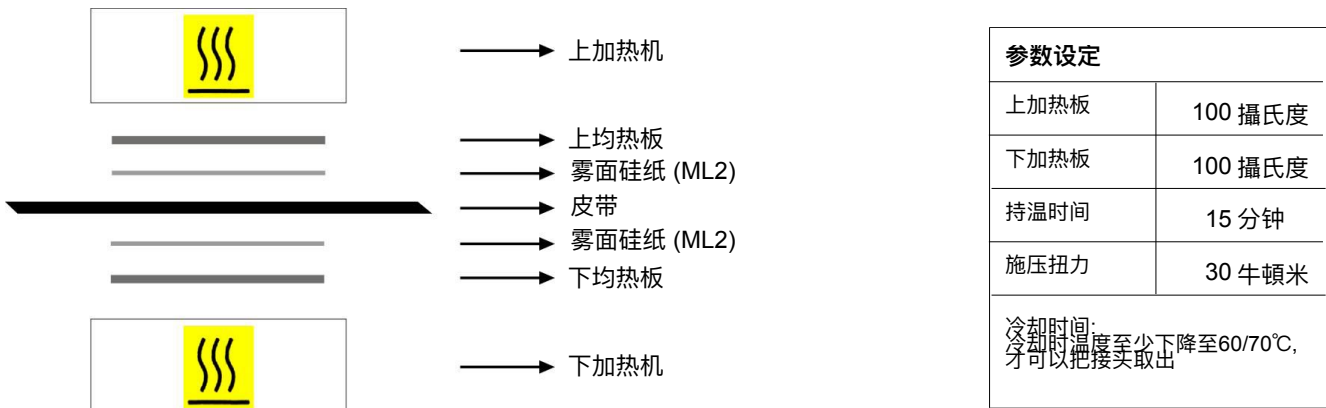 上加热机
上均热板
雾面硅纸 (ML2)
皮带
雾面硅纸 (ML2)
下均热板
下加热机
参数设定
上加热板 100 攝氏度
下加热板 100 攝氏度
持温时间 15 分钟
施压扭力 30 牛頓米
冷却时间:
冷却时温度至少下降至60/70℃,
才可以把接头取出